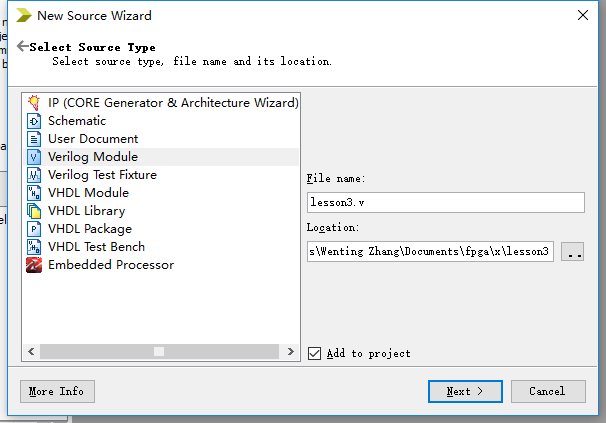 New Source Wizard
Select Source Type
Select source type, file name and its location.
IP (CORE Generator & Architecture Wizard)
Schematic
User Document
Verilog Module
Verilog Test Fixture
VHDL Module
VHDL Library
VHDL Package
VHDL Test Bench
Embedded Processor
File name:
lesson3.v
Location:
s\Wenting Zhang\Documents\fpga\x\lesson3
..
Add to project
More Info
Next >
Cancel